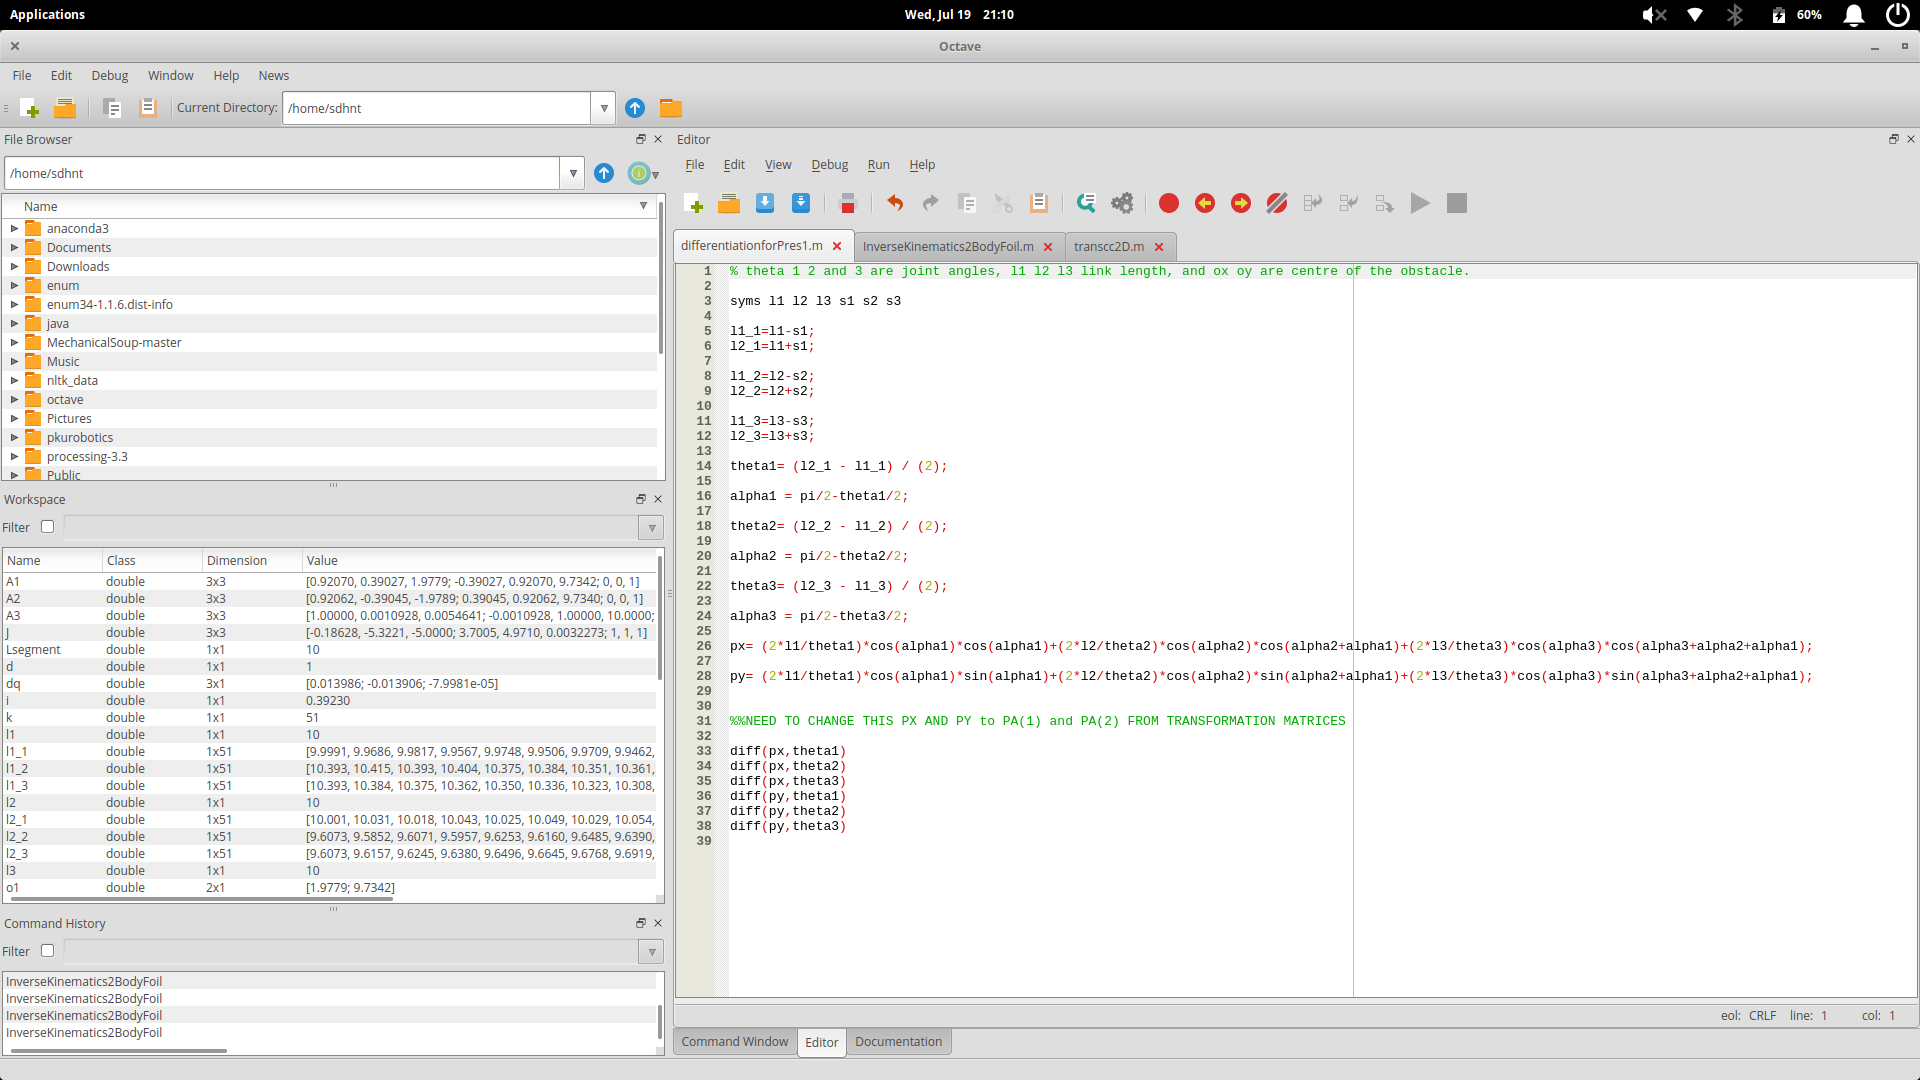 Applications
Wed, Jul 19 21:10
60%
Octave
File Edit Debug Window Help News
Current Directory: /home/sdhnt
File Browser
/home/sdhnt
Name
anaconda3
Documents
Downloads
enum
enum34-1.1.6.dist-info
java
MechanicalSoup-master
Music
nltk_data
octave
Pictures
pkurobotics
processing-3.3
Public
Workspace
Filter
Name Class Dimension Value
A1 double 3x3 [0.92070, 0.39027, 1.9779; -0.39027, 0.92070, 9.7342; 0, 0, 1]
A2 double 3x3 [0.92062, -0.39045, -1.9789; 0.39045, 0.92062, 9.7340; 0, 0, 1]
A3 double 3x3 [1.00000, 0.0010928, 0.0054641; -0.0010928, 1.00000, 10.0000;
J double 3x3 [-0.18628, -5.3221, -5.0000; 3.7005, 4.9710, 0.0032273; 1, 1, 1]
Lsegment double 1x1 10
d double 1x1 1
dq double 3x1 [0.013986; -0.013906; -7.9981e-05]
i double 1x1 0.39230
k double 1x1 51
l1 double 1x1 10
l1_1 double 1x51 [9.9991, 9.9686, 9.9817, 9.9567, 9.9748, 9.9506, 9.9709, 9.9462,
l1_2 double 1x51 [10.393, 10.415, 10.393, 10.404, 10.375, 10.384, 10.351, 10.361,
l1_3 double 1x51 [10.393, 10.384, 10.375, 10.362, 10.350, 10.336, 10.323, 10.308,
l2 double 1x1 10
l2_1 double 1x51 [10.001, 10.031, 10.018, 10.043, 10.025, 10.049, 10.029, 10.054,
l2_2 double 1x51 [9.6073, 9.5852, 9.6071, 9.5957, 9.6253, 9.6160, 9.6485, 9.6390,
l2_3 double 1x51 [9.6073, 9.6157, 9.6245, 9.6380, 9.6496, 9.6645, 9.6768, 9.6919,
l3 double 1x1 10
o1 double 2x1 [1.9779; 9.7342]
Command History
Filter
InverseKinematics2BodyFoil
InverseKinematics2BodyFoil
InverseKinematics2BodyFoil
InverseKinematics2BodyFoil
Editor
File Edit View Debug Run Help
differentiationforPres1.m InverseKinematics2BodyFoil.m transcc2D.m
1 % theta 1 2 and 3 are joint angles, l1 l2 l3 link length, and ox oy are centre of the obstacle.
2
3 syms l1 l2 l3 s1 s2 s3
4
5 l1_1=l1-s1;
6 l2_1=l1+s1;
7
8 l1_2=l2-s2;
9 l2_2=l2+s2;
10
11 l1_3=l3-s3;
12 l2_3=l3+s3;
13
14 theta1= (l2_1 - l1_1) / (2);
15
16 alpha1 = pi/2-theta1/2;
17
18 theta2= (l2_2 - l1_2) / (2);
19
20 alpha2 = pi/2-theta2/2;
21
22 theta3= (l2_3 - l1_3) / (2);
23
24 alpha3 = pi/2-theta3/2;
25
26 px= (2*l1/theta1)*cos(alpha1)*cos(alpha1)+(2*l2/theta2)*cos(alpha2)*cos(alpha2+alpha1)+(2*l3/theta3)*cos(alpha3)*cos(alpha3+alpha2+alpha1);
27
28 py= (2*l1/theta1)*cos(alpha1)*sin(alpha1)+(2*l2/theta2)*cos(alpha2)*sin(alpha2+alpha1)+(2*l3/theta3)*cos(alpha3)*sin(alpha3+alpha2+alpha1);
29
30
31 %%NEED TO CHANGE THIS PX AND PY to PA(1) and PA(2) FROM TRANSFORMATION MATRICES
32
33 diff(px,theta1)
34 diff(px,theta2)
35 diff(px,theta3)
36 diff(py,theta1)
37 diff(py,theta2)
38 diff(py,theta3)
39
eol: CRLF line: 1 col: 1
Command Window Editor Documentation